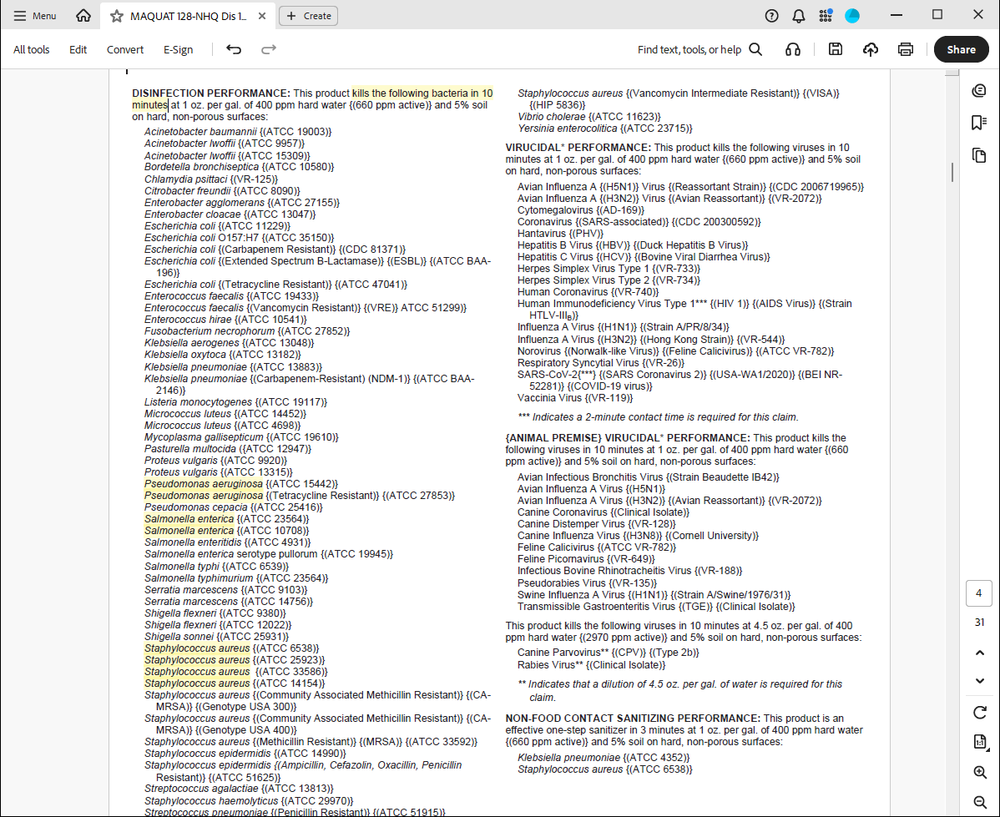 Menu
MAQUAT 128-NHQ Dis 1...
Create
All tools
Edit
Convert
E-Sign
Find text, tools, or help
Share
DISINFECTION PERFORMANCE: This product kills the following bacteria in 10
minutes at 1 oz. per gal. of 400 ppm hard water {(660 ppm active)} and 5% soil
on hard, non-porous surfaces:
Acinetobacter baumannii {(ATCC 19003)}
Acinetobacter lwoffii {(ATCC 9957)}
Acinetobacter lwoffii {(ATCC 15309)}
Bordetella bronchiseptica {(ATCC 10580)}
Chlamydia psittaci {(VR-125)}
Citrobacter freundii {(ATCC 8090)}
Enterobacter agglomerans {(ATCC 27155)}
Enterobacter cloacae {(ATCC 13047)}
Escherichia coli {(ATCC 11229)}
Escherichia coli O157:H7 {(ATCC 35150)}
Escherichia coli {(Carbapenem Resistant)} {(CDC 81371)}
Escherichia coli {(Extended Spectrum B-Lactamase)} {(ESBL)} {(ATCC BAA-
196)}
Escherichia coli {(Tetracycline Resistant)} {(ATCC 47041)}
Enterococcus faecalis {(ATCC 19433)}
Enterococcus faecalis {(Vancomycin Resistant)} {(VRE)} ATCC 51299)}
Enterococcus hirae {(ATCC 10541)}
Fusobacterium necrophorum {(ATCC 27852)}
Klebsiella aerogenes {(ATCC 13048)}
Klebsiella oxytoca {(ATCC 13182)}
Klebsiella pneumoniae {(ATCC 13883)}
Klebsiella pneumoniae {(Carbapenem-Resistant) (NDM-1)} {(ATCC BAA-
2146)}
Listeria monocytogenes {(ATCC 19117)}
Micrococcus luteus {(ATCC 14452)}
Micrococcus luteus {(ATCC 4698)}
Mycoplasma gallisepticum {(ATCC 19610)}
Pasturella multocida ({ATCC 12947)}
Proteus vulgaris {(ATCC 9920)}
Proteus vulgaris {(ATCC 13315)}
Pseudomonas aeruginosa {(ATCC 15442)}
Pseudomonas aeruginosa {(Tetracycline Resistant)} {(ATCC 27853)}
Pseudomonas cepacia {(ATCC 25416)}
Salmonella enterica {(ATCC 23564)}
Salmonella enterica {(ATCC 10708)}
Salmonella enteritidis {(ATCC 4931)}
Salmonella enterica serotype pullorum {(ATCC 19945)}
Salmonella typhi {(ATCC 6539)}
Salmonella typhimurium {(ATCC 23564)}
Serratia marcescens {(ATCC 9103)}
Serratia marcescens {(ATCC 14756)}
Shigella flexneri {(ATCC 9380)}
Shigella flexneri {(ATCC 12022)}
Shigella sonnei {(ATCC 25931)}
Staphylococcus aureus {(ATCC 6538)}
Staphylococcus aureus {(ATCC 25923)}
Staphylococcus aureus {(ATCC 33586)}
Staphylococcus aureus {(ATCC 14154)}
Staphylococcus aureus {(Community Associated Methicillin Resistant)} {(CA-
MRSA)} {(Genotype USA 300)}
Staphylococcus aureus {(Community Associated Methicillin Resistant)} {(CA-
MRSA)} {(Genotype USA 400)}
Staphylococcus aureus {(Methicillin Resistant)} {(MRSA)} {(ATCC 33592)}
Staphylococcus epidermidis {(ATCC 14990)}
Staphylococcus epidermidis {(Ampicillin, Cefazolin, Oxacillin, Penicillin
Resistant)} {(ATCC 51625)}
Streptococcus agalactiae {(ATCC 13813)}
Staphylococcus haemolyticus {(ATCC 29970)}
Streptococcus pneumoniae {(Penicillin Resistant)} {(ATCC 51915)}
Staphylococcus aureus {(Vancomycin Intermediate Resistant)} {(VISA)}
{(HIP 5836)}
Vibrio cholerae {(ATCC 11623)}
Yersinia enterocolitica {(ATCC 23715)}
VIRUCIDAL* PERFORMANCE: This product kills the following viruses in 10
minutes at 1 oz. per gal. of 400 ppm hard water {(660 ppm active)} and 5% soil
on hard, non-porous surfaces:
Avian Influenza A {(H5N1)} Virus {(Reassortant Strain)} {(CDC 2006719965)}
Avian Influenza A {(H3N2)} Virus {(Avian Reassortant)} {(VR-2072)}
Cytomegalovirus {(AD-169)}
Coronavirus {(SARS-associated)} {(CDC 200300592)}
Hantavirus {(PHV)}
Hepatitis B Virus {(HBV)} {(Duck Hepatitis B Virus)}
Hepatitis C Virus {(HCV)} {(Bovine Viral Diarrhea Virus)}
Herpes Simplex Virus Type 1 {(VR-733)}
Herpes Simplex Virus Type 2 {(VR-734)}
Human Coronavirus {(VR-740)}
Human Immunodeficiency Virus Type 1*** {(HIV 1)} {(AIDS Virus)} {(Strain
HTLV-IIIB)}
Influenza A Virus {(H1N1)} {(Strain A/PR/8/34)}
Influenza A Virus {(H3N2)} {(Hong Kong Strain)} {(VR-544)}
Norovirus {(Norwalk-like Virus)} {(Feline Calicivirus)} {(ATCC VR-782)}
Respiratory Syncytial Virus {(VR-26)}
SARS-CoV-2{***} {(SARS Coronavirus 2)} {(USA-WA1/2020)} {(BEI NR-
52281)} {(COVID-19 virus)}
Vaccinia Virus {(VR-119)}
*** Indicates a 2-minute contact time is required for this claim.
{ANIMAL PREMISE} VIRUCIDAL* PERFORMANCE: This product kills the
following viruses in 10 minutes at 1 oz. per gal. of 400 ppm hard water {(660
ppm active)} and 5% soil on hard, non-porous surfaces:
Avian Infectious Bronchitis Virus {(Strain Beaudette IB42)}
Avian Influenza A Virus {(H5N1)}
Avian Influenza A Virus {(H3N2)} {(Avian Reassortant)} {(VR-2072)}
Canine Coronavirus {(Clinical Isolate)}
Canine Distemper Virus {(VR-128)}
Canine Influenza Virus {(H3N8)} {(Cornell University)}
Feline Calicivirus {(ATCC VR-782)}
Feline Picornavirus {(VR-649)}
Infectious Bovine Rhinotracheitis Virus {(VR-188)}
Pseudorabies Virus {(VR-135)}
Swine Influenza A Virus {(H1N1)} {(Strain A/Swine/1976/31)}
Transmissible Gastroenteritis Virus {(TGE)} {(Clinical Isolate)}
This product kills the following viruses in 10 minutes at 4.5 oz. per gal. of 400
ppm hard water {(2970 ppm active)} and 5% soil on hard, non-porous surfaces:
Canine Parvovirus** {(CPV)} {(Type 2b)}
Rabies Virus** {(Clinical Isolate)}
** Indicates that a dilution of 4.5 oz. per gal. of water is required for this
claim.
NON-FOOD CONTACT SANITIZING PERFORMANCE: This product is an
effective one-step sanitizer in 3 minutes at 1 oz. per gal. of 400 ppm hard water
{(660 ppm active)} and 5% soil on hard, non-porous surfaces:
Klebsiella pneumoniae {(ATCC 4352)}
Staphylococcus aureus {(ATCC 6538)}
4
31
1:1